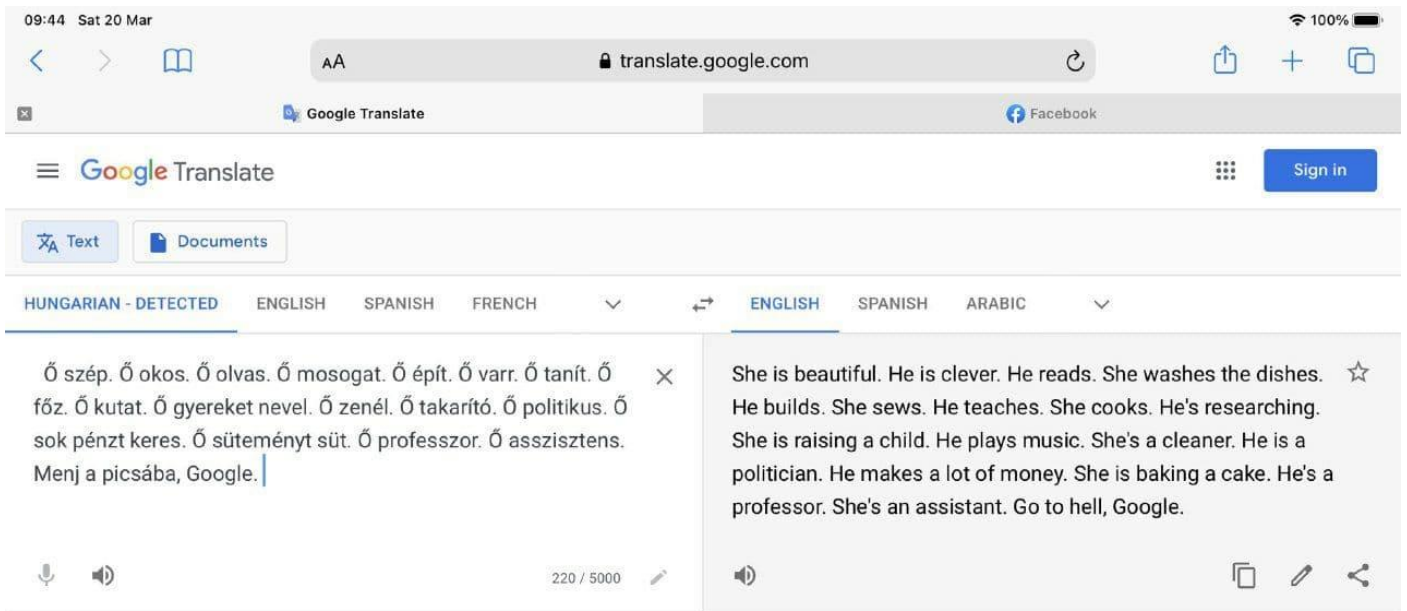 09:44 Sat 20 Mar
100%
AA
translate.google.com
Google Translate
Facebook
Google Translate
Sign in
Text
Documents
HUNGARIAN - DETECTED ENGLISH SPANISH FRENCH
ENGLISH SPANISH ARABIC
Ő szép. Ő okos. Ő olvas. Ő mosogat. Ő épít. Ő varr. Ő tanít. Ő
főz. Ő kutat. Ő gyereket nevel. Ő zenél. Ő takarító. Ő politikus. Ő
sok pénzt keres. Ő süteményt süt. Ő professzor. Ő asszisztens.
Menj a picsába, Google.
220 / 5000
She is beautiful. He is clever. He reads. She washes the dishes.
He builds. She sews. He teaches. She cooks. He's researching.
She is raising a child. He plays music. She's a cleaner. He is a
politician. He makes a lot of money. She is baking a cake. He's a
professor. She's an assistant. Go to hell, Google.